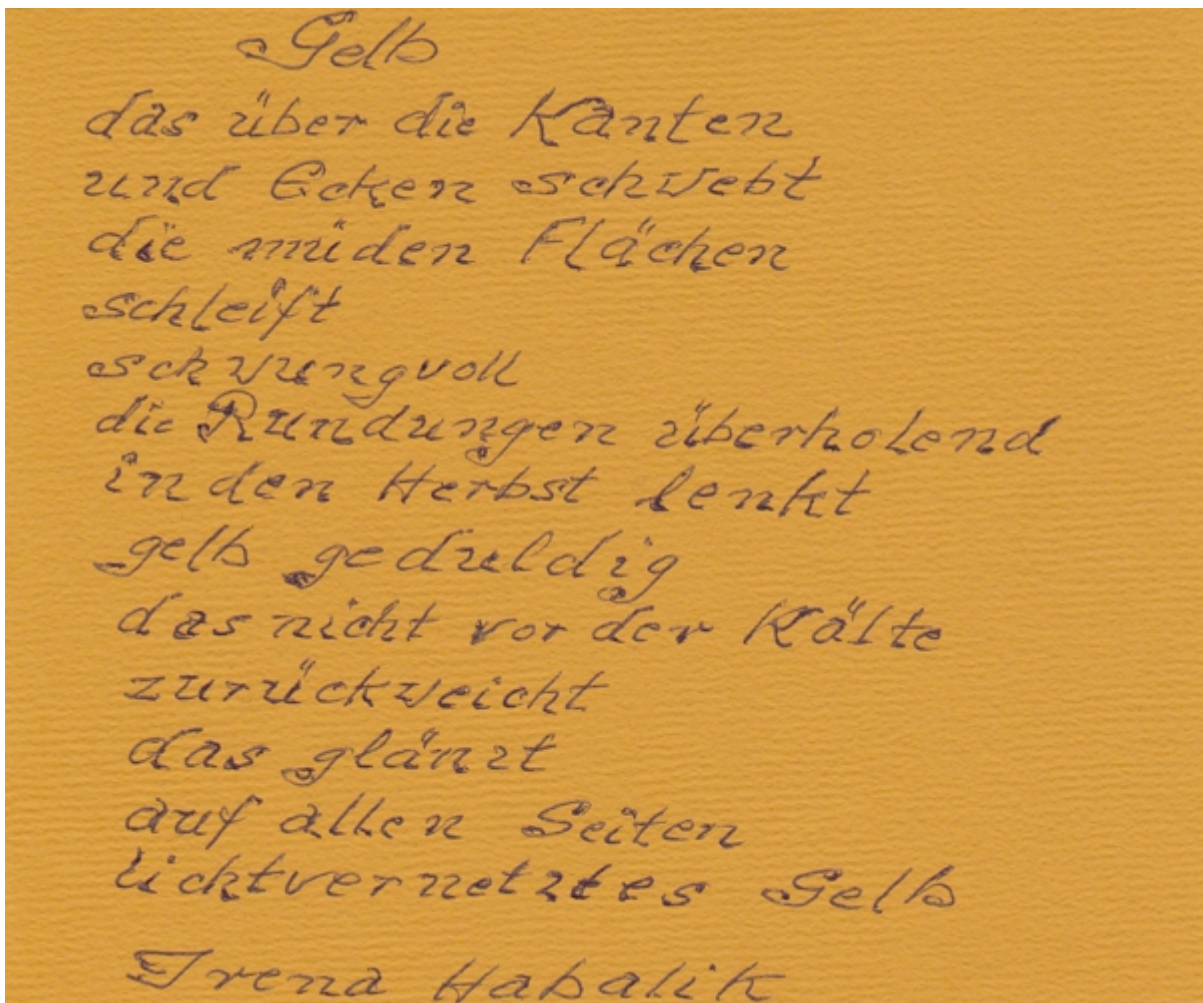 Gelb
das über die Kanten
und Ecken schwebt
die müden Flächen
schleift
schwungvoll
die Rundungen überholend
in den Herbst lenkt
gelb geduldig
das nicht vor der Kälte
zurückweicht
das glänzt
auf allen Seiten
lichtvernetztes Gelb
Irena Habalik